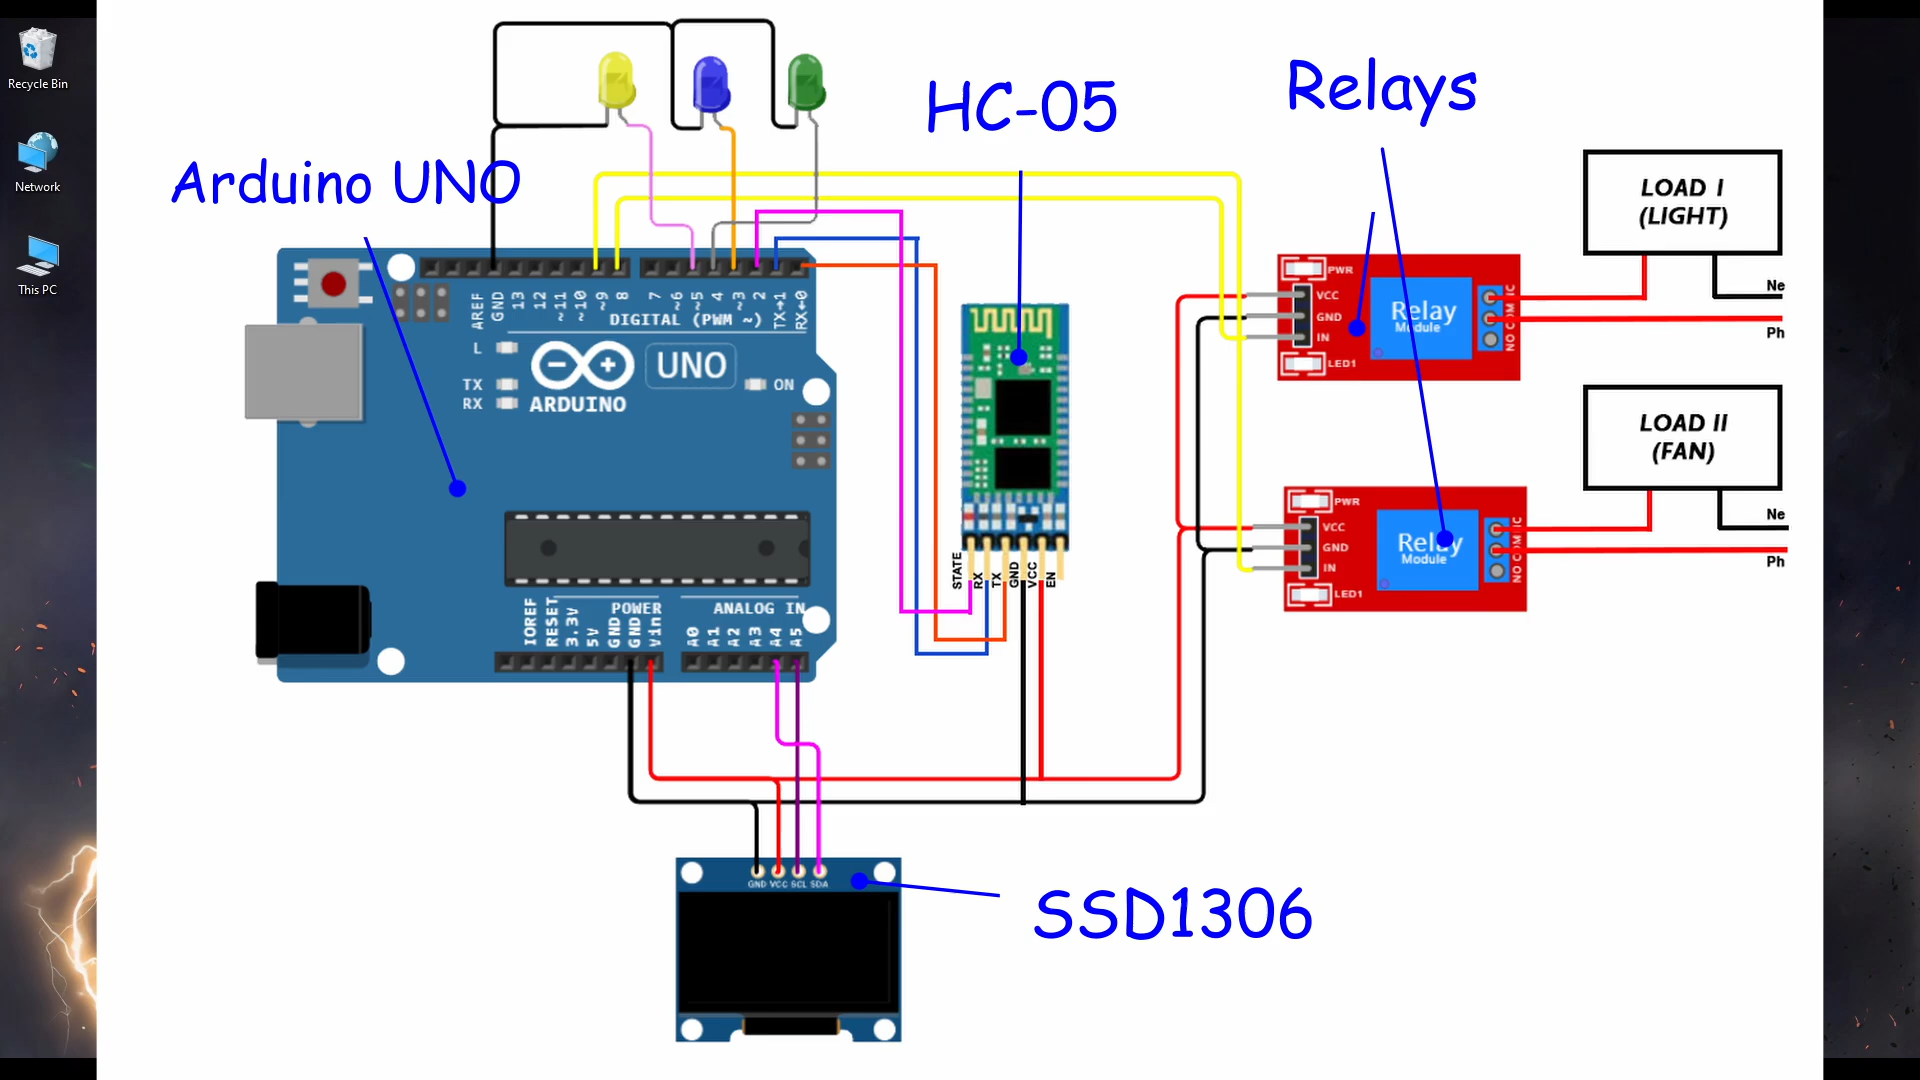 Recycle Bin
Network
This PC
Arduino UNO
HC-05
Relays
LOAD I
(LIGHT)
Ne
Ph
LOAD II
(FAN)
Ne
Ph
AREF
GND
13
12
~11
~10
~9
8
7
~6
~5
4
~3
2
TX→1
RX←0
DIGITAL (PWM ~)
L
TX
RX
UNO
ARDUINO
ON
POWER
ANALOG IN
IOREF
RESET
3.3V
5V
GND
GND
Vin
A0
A1
A2
A3
A4
A5
STATE
RX
TX
GND
VCC
EN
PWR
VCC
GND
IN
LED1
Relay
Module
NO COM
PWR
VCC
GND
IN
LED1
Relay
Module
NO COM
GND VCC SCL SDA
SSD1306